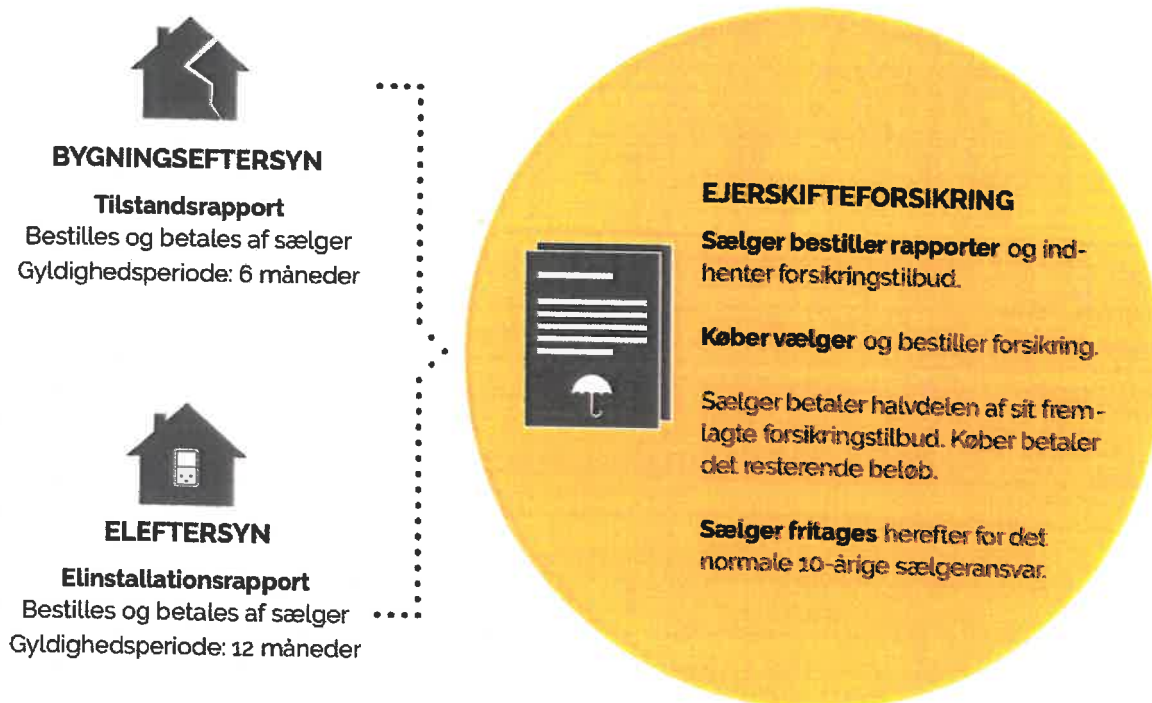 BYGNINGSEFTERSYN
Tilstandsrapport
Bestilles og betales af sælger
Gyldighedsperiode: 6 måneder
ELEFTERSYN
Elinstallationsrapport
Bestilles og betales af sælger
Gyldighedsperiode: 12 måneder
EJERSKIFTEFORSIKRING
Sælger bestiller rapporter og ind-
henter forsikringstilbud.
Køber vælger og bestiller forsikring.
Sælger betaler halvdelen af sit frem-
lagte forsikringstilbud. Køber betaler
det resterende beløb.
Sælger fritages herefter for det
normale 10-årige sælgeransvar.